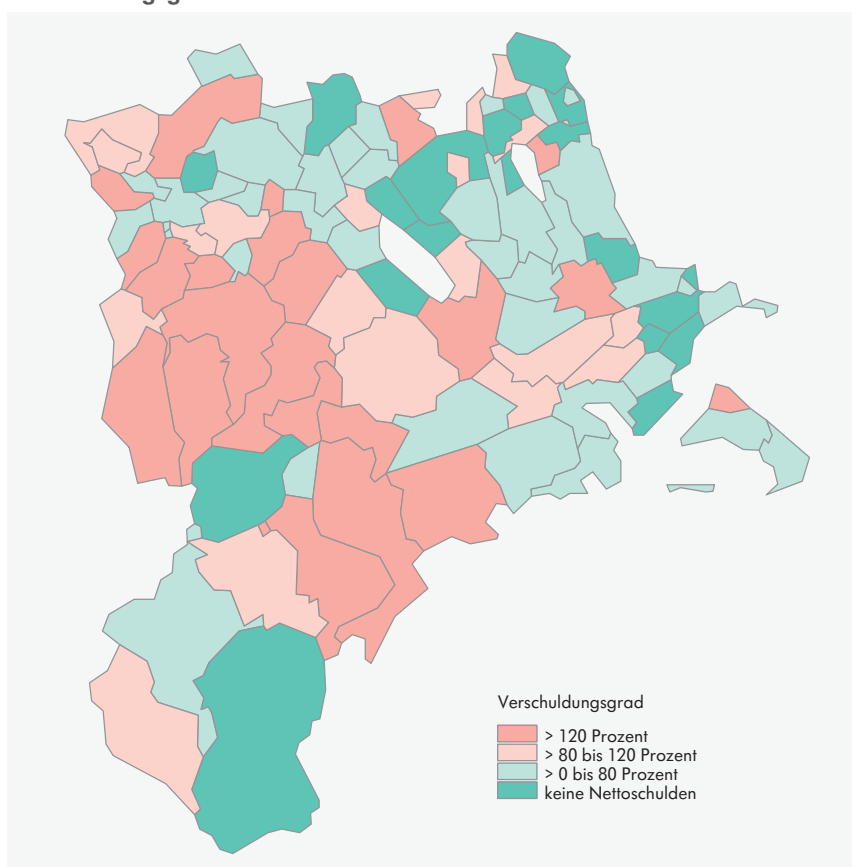 Verschuldungsgrad
> 120 Prozent
> 80 bis 120 Prozent
> 0 bis 80 Prozent
keine Nettoschulden